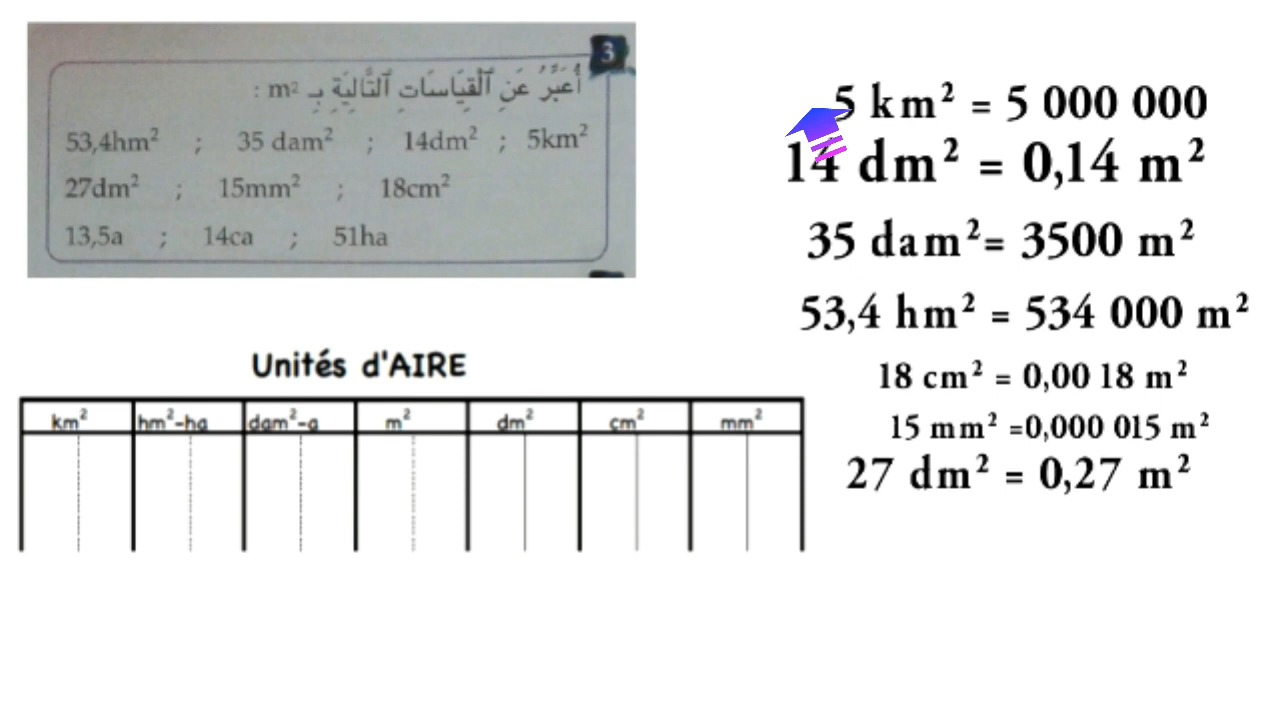 3
أُعَبِّرُ عَنِ ٱلْقِيَاسَاتِ ٱلتَّالِيَةِ بِـ m² :
53,4hm² ; 35 dam² ; 14dm² ; 5km²
27dm² ; 15mm² ; 18cm²
13,5a ; 14ca ; 51ha
Unités d'AIRE
km² hm²-ha dam²-a m² dm² cm² mm²
5 km² = 5 000 000
14 dm² = 0,14 m²
35 dam²= 3500 m²
53,4 hm² = 534 000 m²
18 cm² = 0,00 18 m²
15 mm² =0,000 015 m²
27 dm² = 0,27 m²